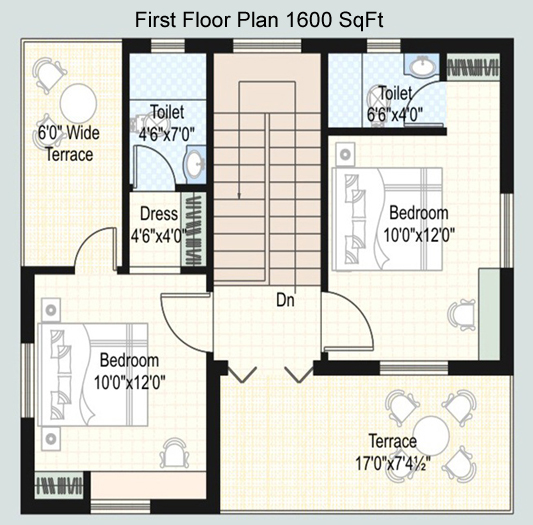 First Floor Plan 1600 SqFt
Toilet
4'6"x7'0"
Toilet
6'6"x4'0"
6'0" Wide
Terrace
Dress
4'6"x4'0"
Bedroom
10'0"x12'0"
Dn
Bedroom
10'0"x12'0"
Terrace
17'0"x7'4½"